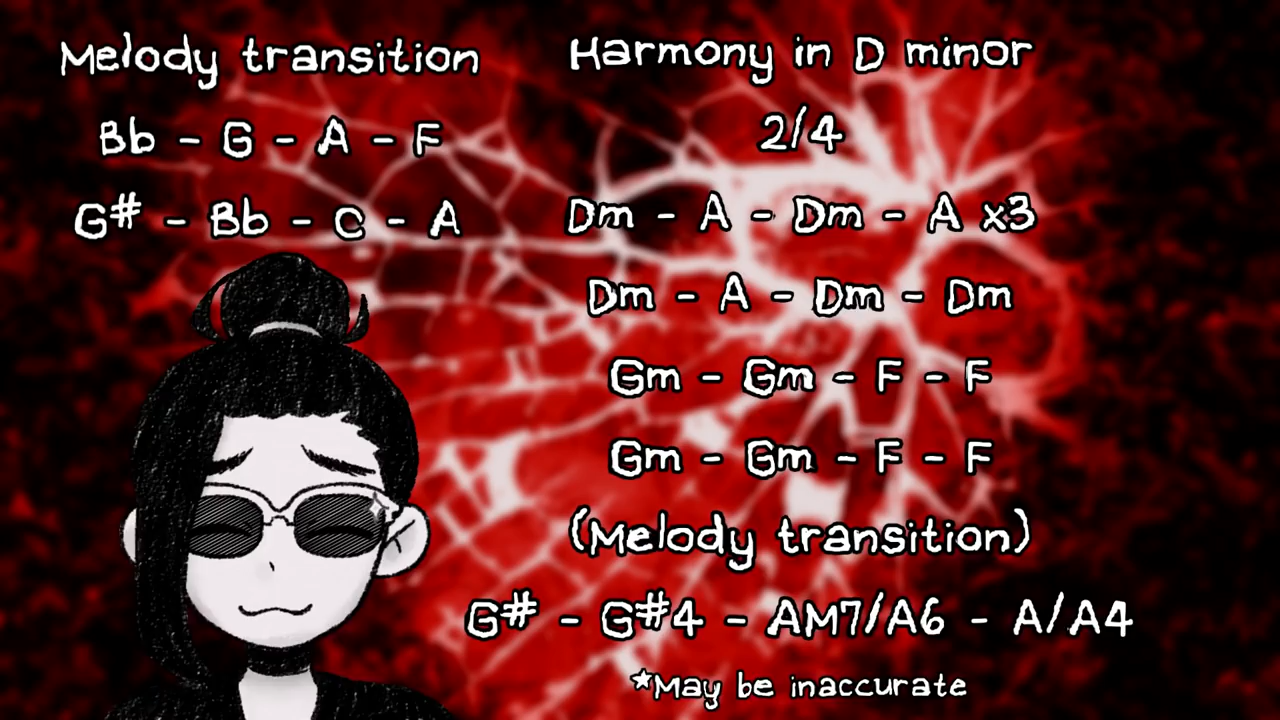 Melody transition
Bb - G - A - F
G# - Bb - C - A
Harmony in D minor
2/4
Dm - A - Dm - A x3
Dm - A - Dm - Dm
Gm - Gm - F - F
Gm - Gm - F - F
(Melody transition)
G# - G#4 - AM7/A6 - A/A4
*May be inaccurate